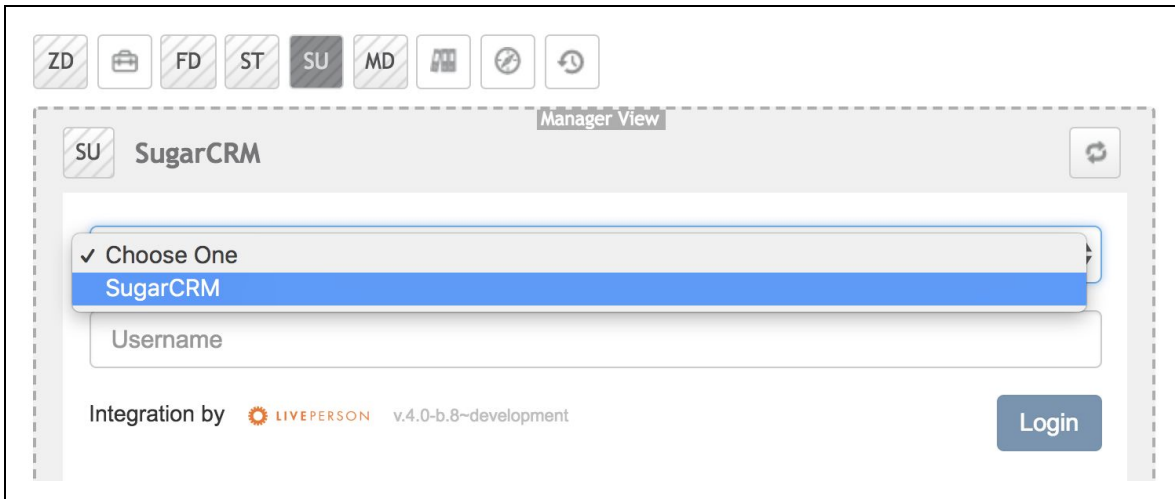 ZD FD ST SU MD
Manager View
SU SugarCRM
✓ Choose One
SugarCRM
Username
Integration by LIVEPERSON v.4.0-b.8~development
Login